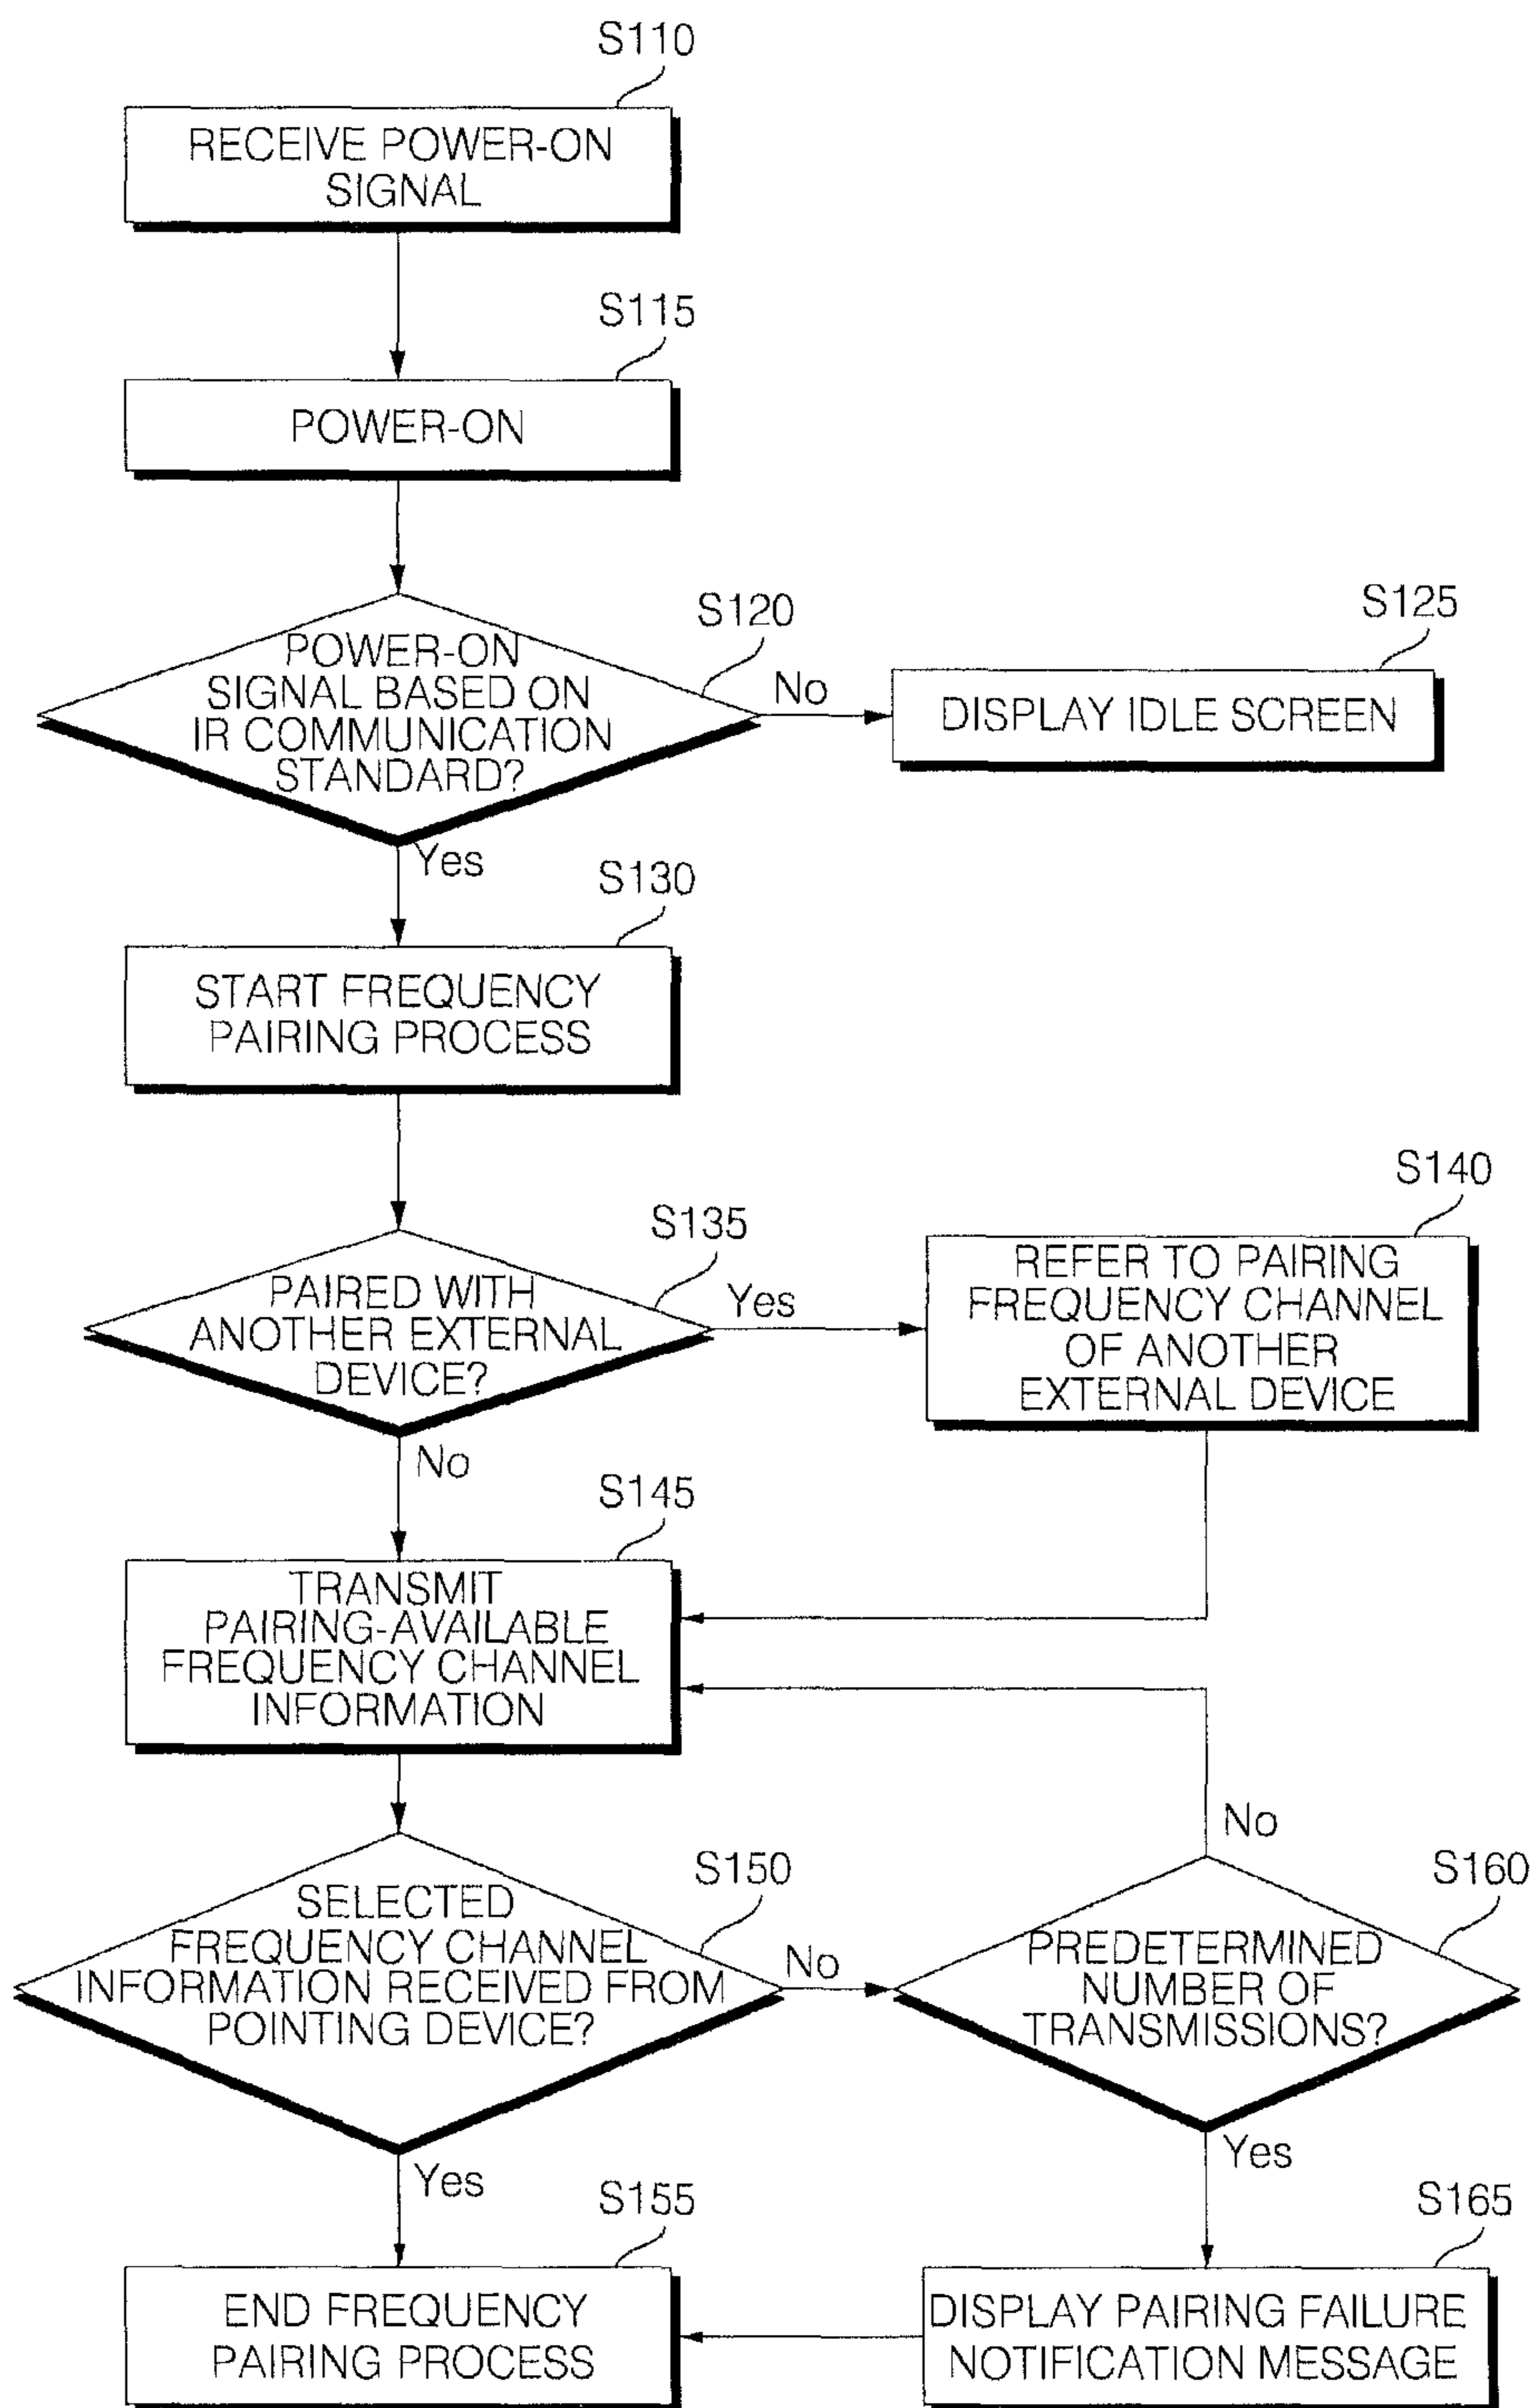 S110
RECEIVE POWER-ON
SIGNAL
S115
POWER-ON
S120
POWER-ON
SIGNAL BASED ON
IR COMMUNICATION
STANDARD?
No
S125
DISPLAY IDLE SCREEN
Yes
S130
START FREQUENCY
PAIRING PROCESS
S135
PAIRED WITH
ANOTHER EXTERNAL
DEVICE?
Yes
S140
REFER TO PAIRING
FREQUENCY CHANNEL
OF ANOTHER
EXTERNAL DEVICE
No
S145
TRANSMIT
PAIRING-AVAILABLE
FREQUENCY CHANNEL
INFORMATION
S150
SELECTED
FREQUENCY CHANNEL
INFORMATION RECEIVED FROM
POINTING DEVICE?
No
No
S160
PREDETERMINED
NUMBER OF
TRANSMISSIONS?
Yes
Yes
S155
END FREQUENCY
PAIRING PROCESS
S165
DISPLAY PAIRING FAILURE
NOTIFICATION MESSAGE